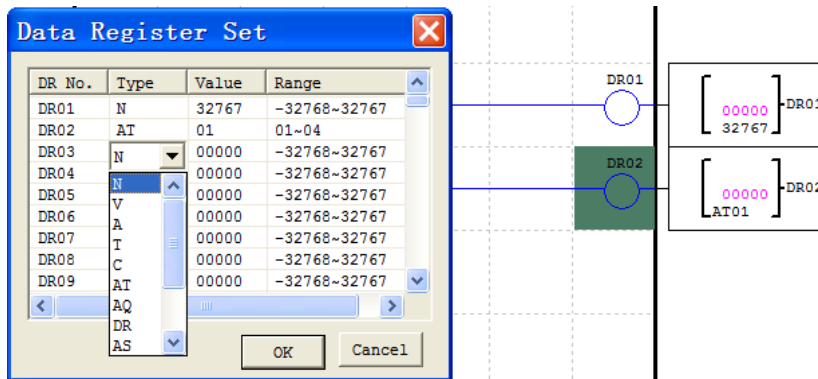 Data Register Set
DR No. Type Value Range
DR01 N 32767 -32768~32767
DR02 AT 01 01~04
DR03 N 00000 -32768~32767
DR04 00000 -32768~32767
DR05 00000 -32768~32767
DR06 00000 -32768~32767
DR07 00000 -32768~32767
DR08 00000 -32768~32767
DR09 00000 -32768~32767
N
V
A
T
C
AT
AQ
DR
AS
OK Cancel
DR01
00000 DR01
32767
DR02
00000 DR02
AT01